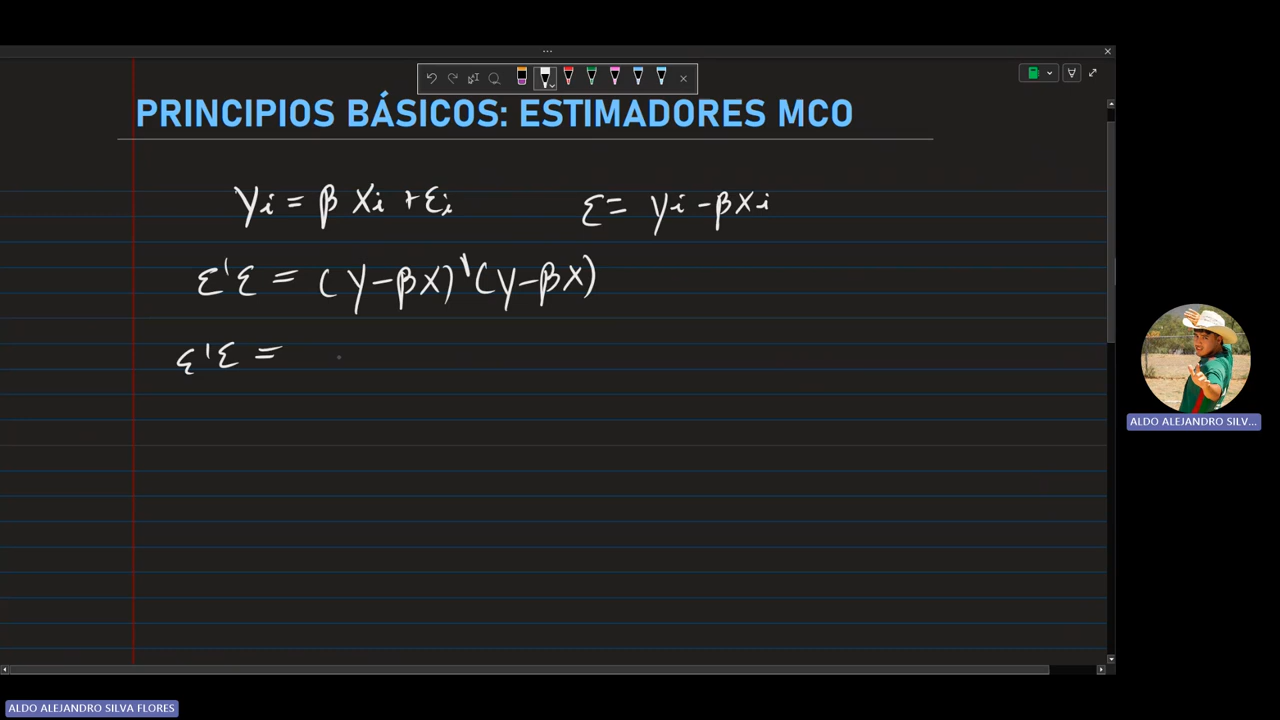 PRINCIPIOS BÁSICOS: ESTIMADORES MCO
Yi = β Xi + εi
ε = yi - βXi
ε'ε = (Y - βX)'(Y - βX)
ε'ε =
ALDO ALEJANDRO SILV...
ALDO ALEJANDRO SILVA FLORES